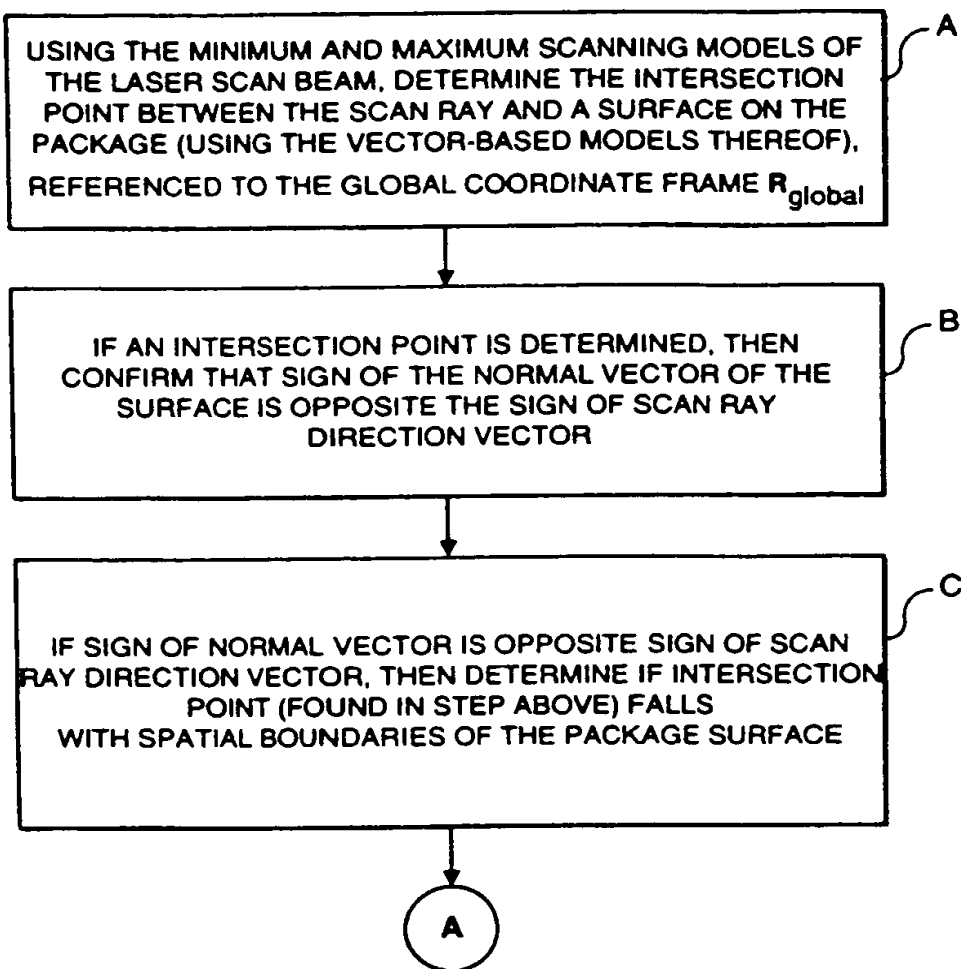 USING THE MINIMUM AND MAXIMUM SCANNING MODELS OF
THE LASER SCAN BEAM, DETERMINE THE INTERSECTION
POINT BETWEEN THE SCAN RAY AND A SURFACE ON THE
PACKAGE (USING THE VECTOR-BASED MODELS THEREOF),
REFERENCED TO THE GLOBAL COORDINATE FRAME Rglobal
A
IF AN INTERSECTION POINT IS DETERMINED, THEN
CONFIRM THAT SIGN OF THE NORMAL VECTOR OF THE
SURFACE IS OPPOSITE THE SIGN OF SCAN RAY
DIRECTION VECTOR
B
IF SIGN OF NORMAL VECTOR IS OPPOSITE SIGN OF SCAN
RAY DIRECTION VECTOR, THEN DETERMINE IF INTERSECTION
POINT (FOUND IN STEP ABOVE) FALLS
WITH SPATIAL BOUNDARIES OF THE PACKAGE SURFACE
C
A